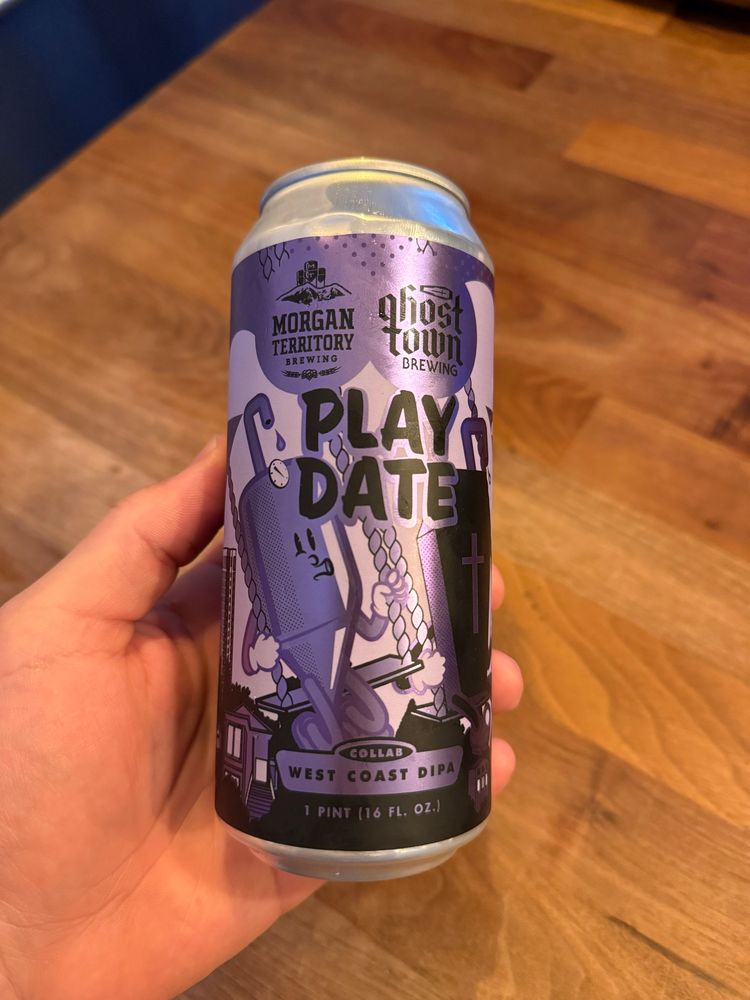 MORGAN
TERRITORY
BREWING
ghost
town
BREWING
PLAY
DATE
COLLAB
WEST COAST DIPA
1 PINT (16 FL. OZ.)